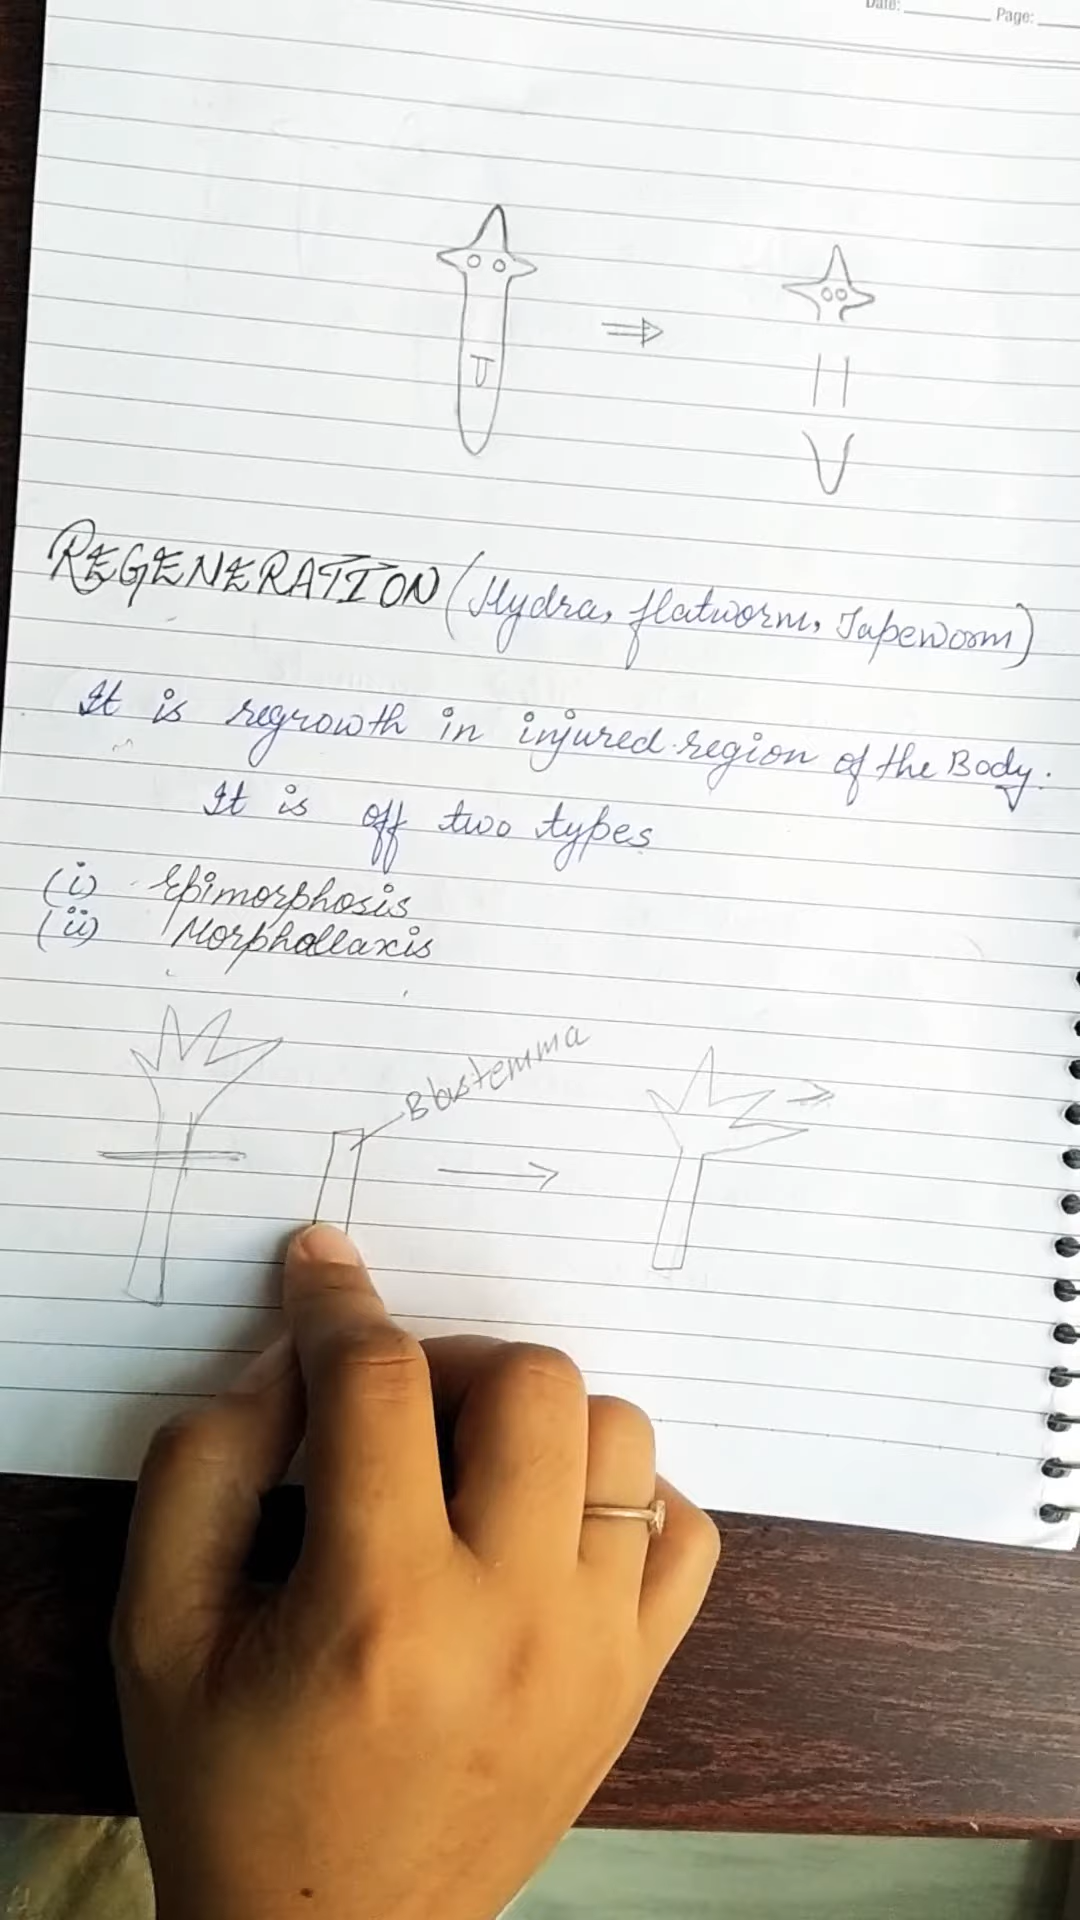 Date: Page:
REGENERATION (Hydra, flatworm, Tapeworm)
It is regrowth in injured region of the Body.
It is off two types
(i) Epimorphosis
(ii) Morphollaxis
Blastemma